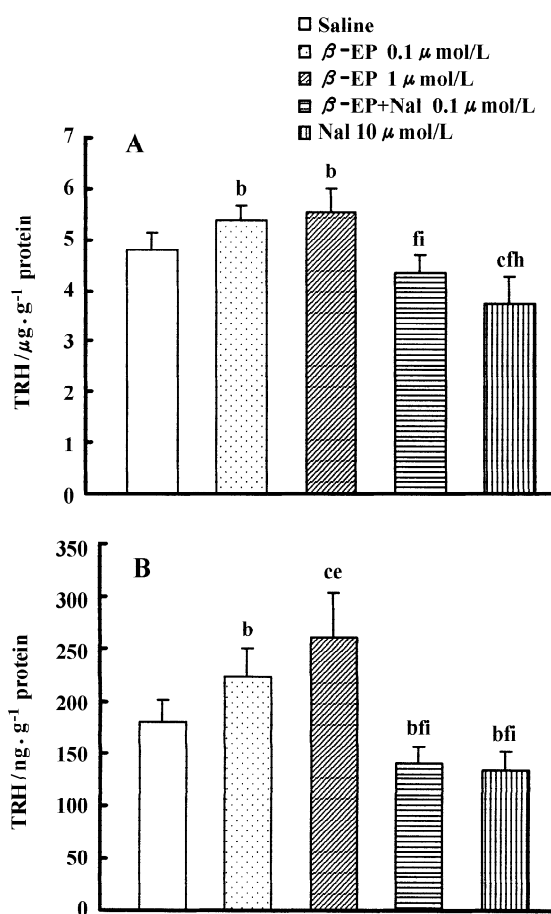 Saline
β-EP 0.1 μmol/L
β-EP 1 μmol/L
β-EP+Nal 0.1 μmol/L
Nal 10 μmol/L
A
TRH/μg·g⁻¹ protein
7
6
5
4
3
2
1
0
b
b
fi
cfh
B
TRH/ng·g⁻¹ protein
350
300
250
200
150
100
50
0
b
ce
bfi
bfi